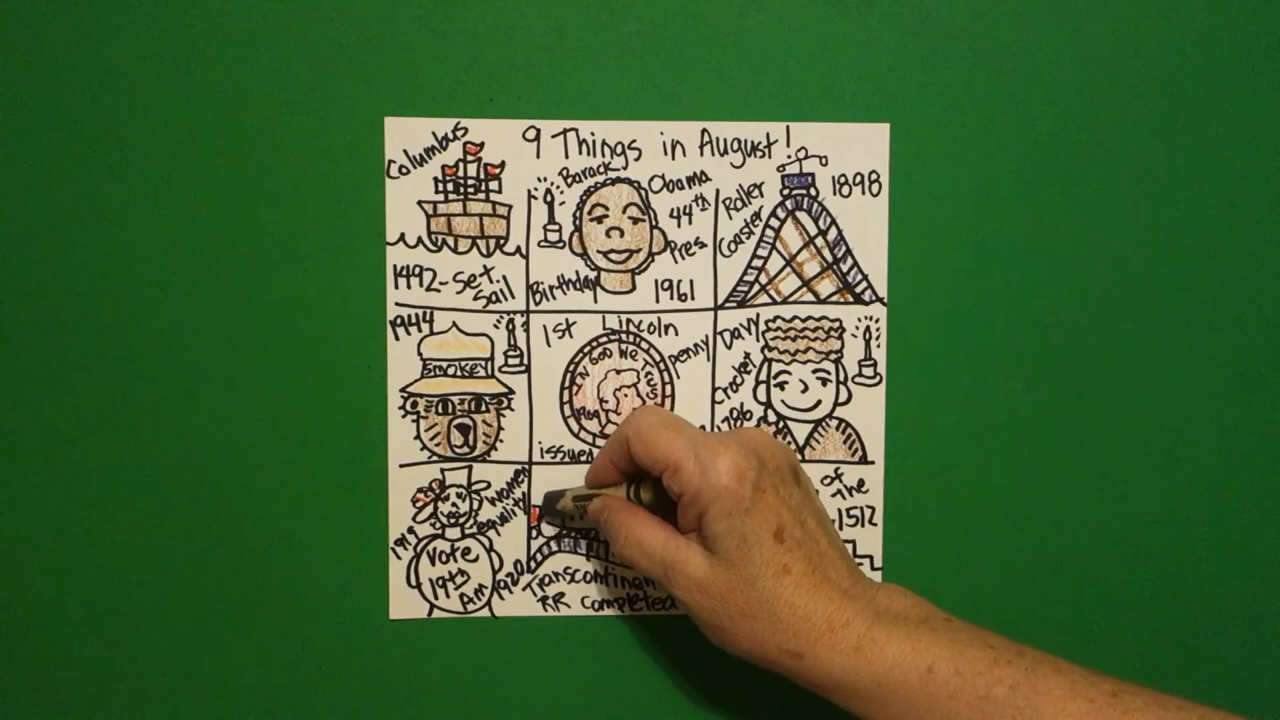 9 Things in August!
Columbus
1492-Set
Sail
Barack
Obama
44th
Pres.
Birthday
1961
Roller
Coaster
1898
1944
Smokey
1st Lincoln
penny
In God We Trus
1909
issued
Davy
Crocket
1786
Women
equality
1919
Vote
19th
Am
1920
Transcontinen
RR completed
of
The
1512